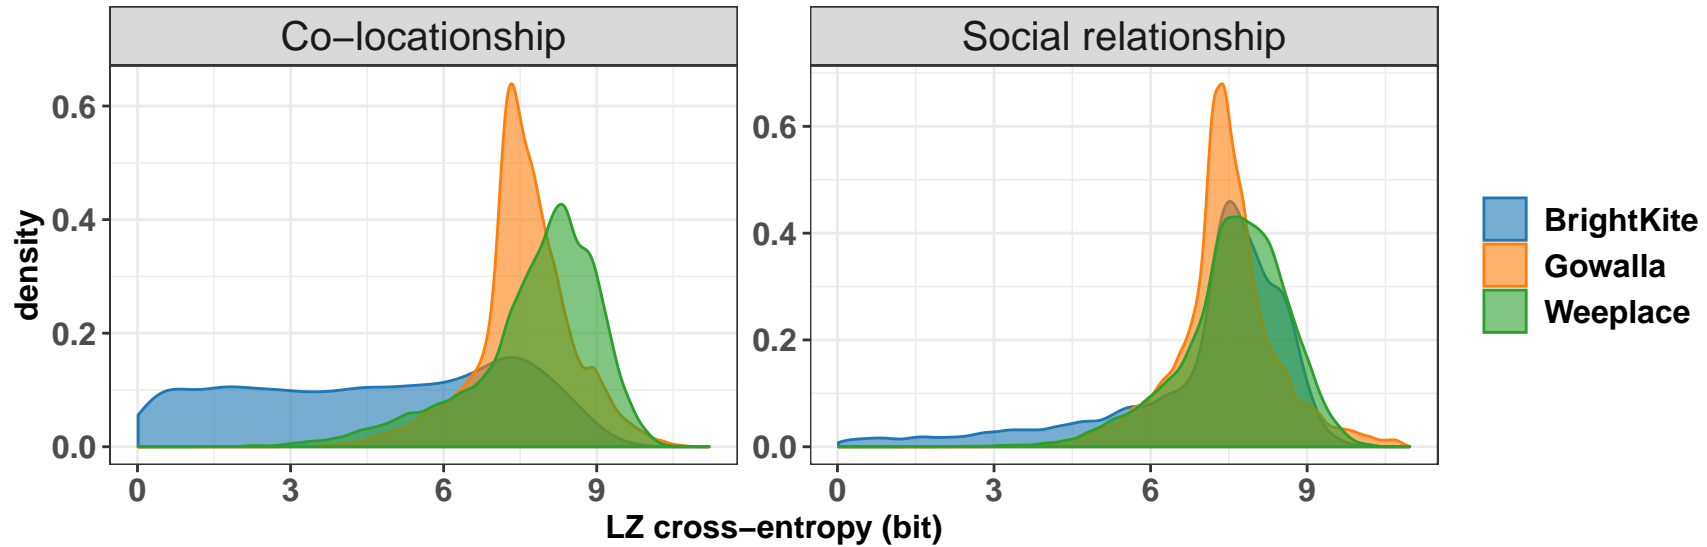 Co−locationship
Social relationship
density
0.6
0.4
0.2
0.0
0 3 6 9
0.6
0.4
0.2
0.0
0 3 6 9
LZ cross−entropy (bit)
BrightKite
Gowalla
Weeplace